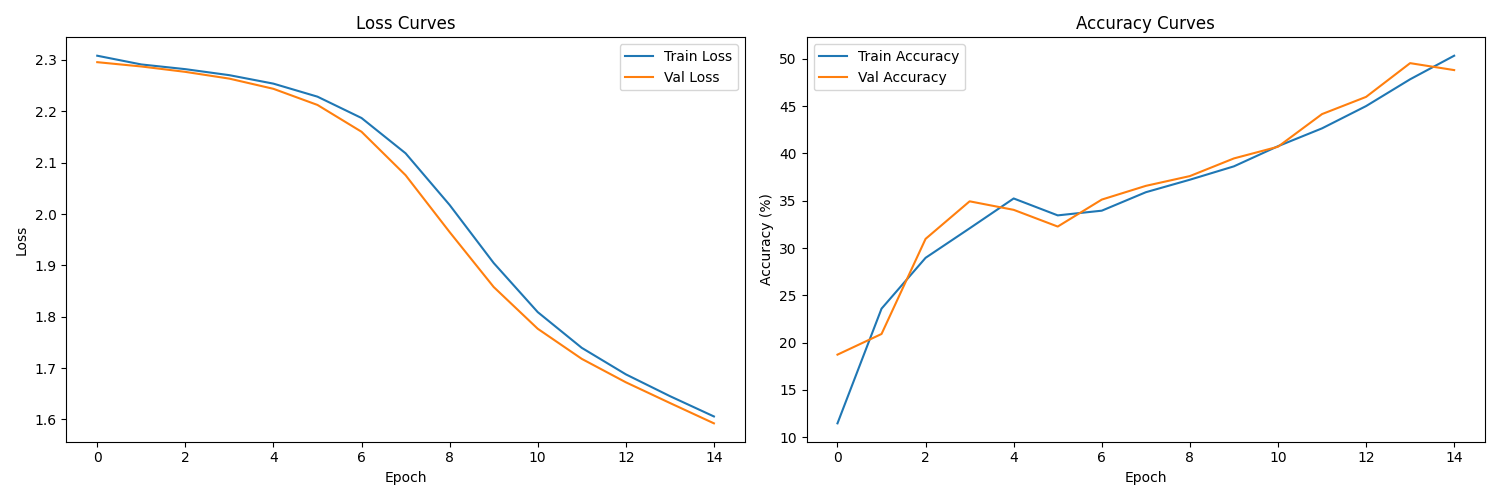 Loss Curves
2.3
2.2
2.1
2.0
1.9
1.8
1.7
1.6
Loss
0 2 4 6 8 10 12 14
Epoch
Train Loss
Val Loss
Accuracy Curves
50
45
40
35
30
25
20
15
10
Accuracy (%)
0 2 4 6 8 10 12 14
Epoch
Train Accuracy
Val Accuracy